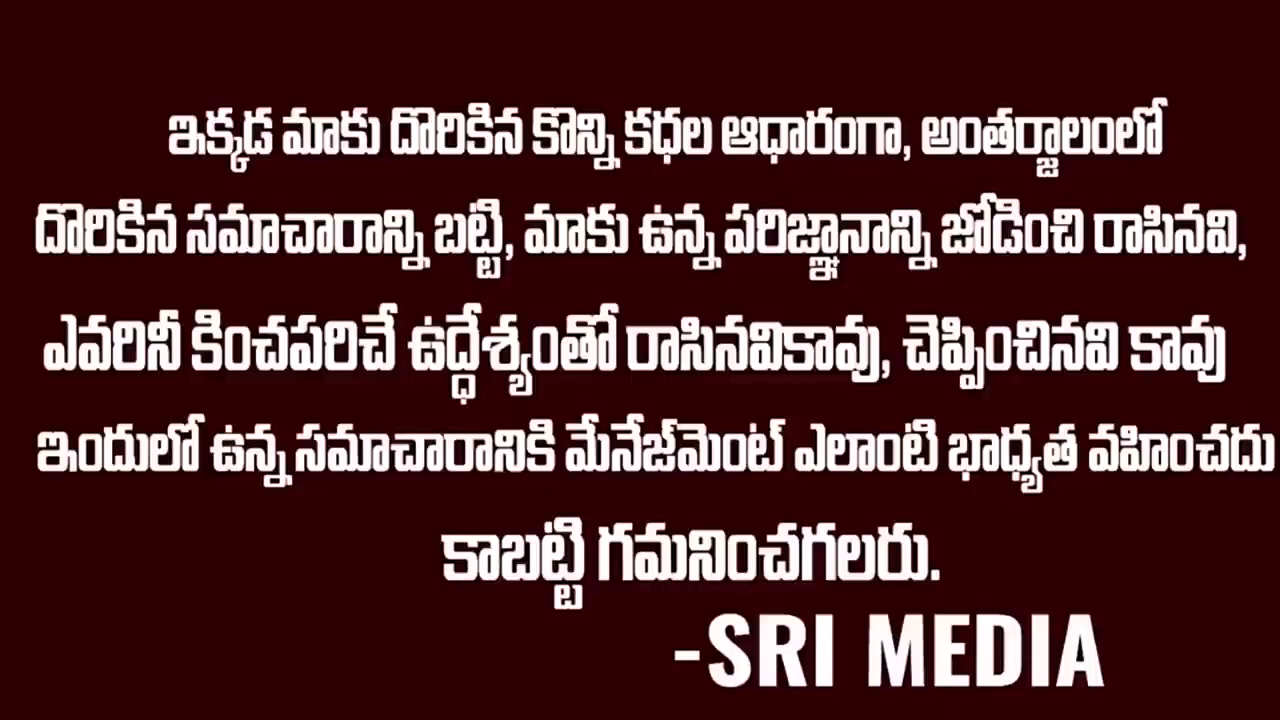 ఇక్కడ మాకు దొరికిన కొన్ని కధల ఆధారంగా, అంతర్జాలంలో
దొరికిన సమాచారాన్ని బట్టి, మాకు ఉన్న పరిజ్ఞానాన్ని జోడించి రాసినవి,
ఎవరినీ కించపరిచే ఉద్ధేశ్యంతో రాసినవికావు, చెప్పించినవి కావు
ఇందులో ఉన్న సమాచారానికి మేనేజ్‌మెంట్ ఎలాంటి భాధ్యత వహించదు
కాబట్టి గమనించగలరు.
-SRI MEDIA